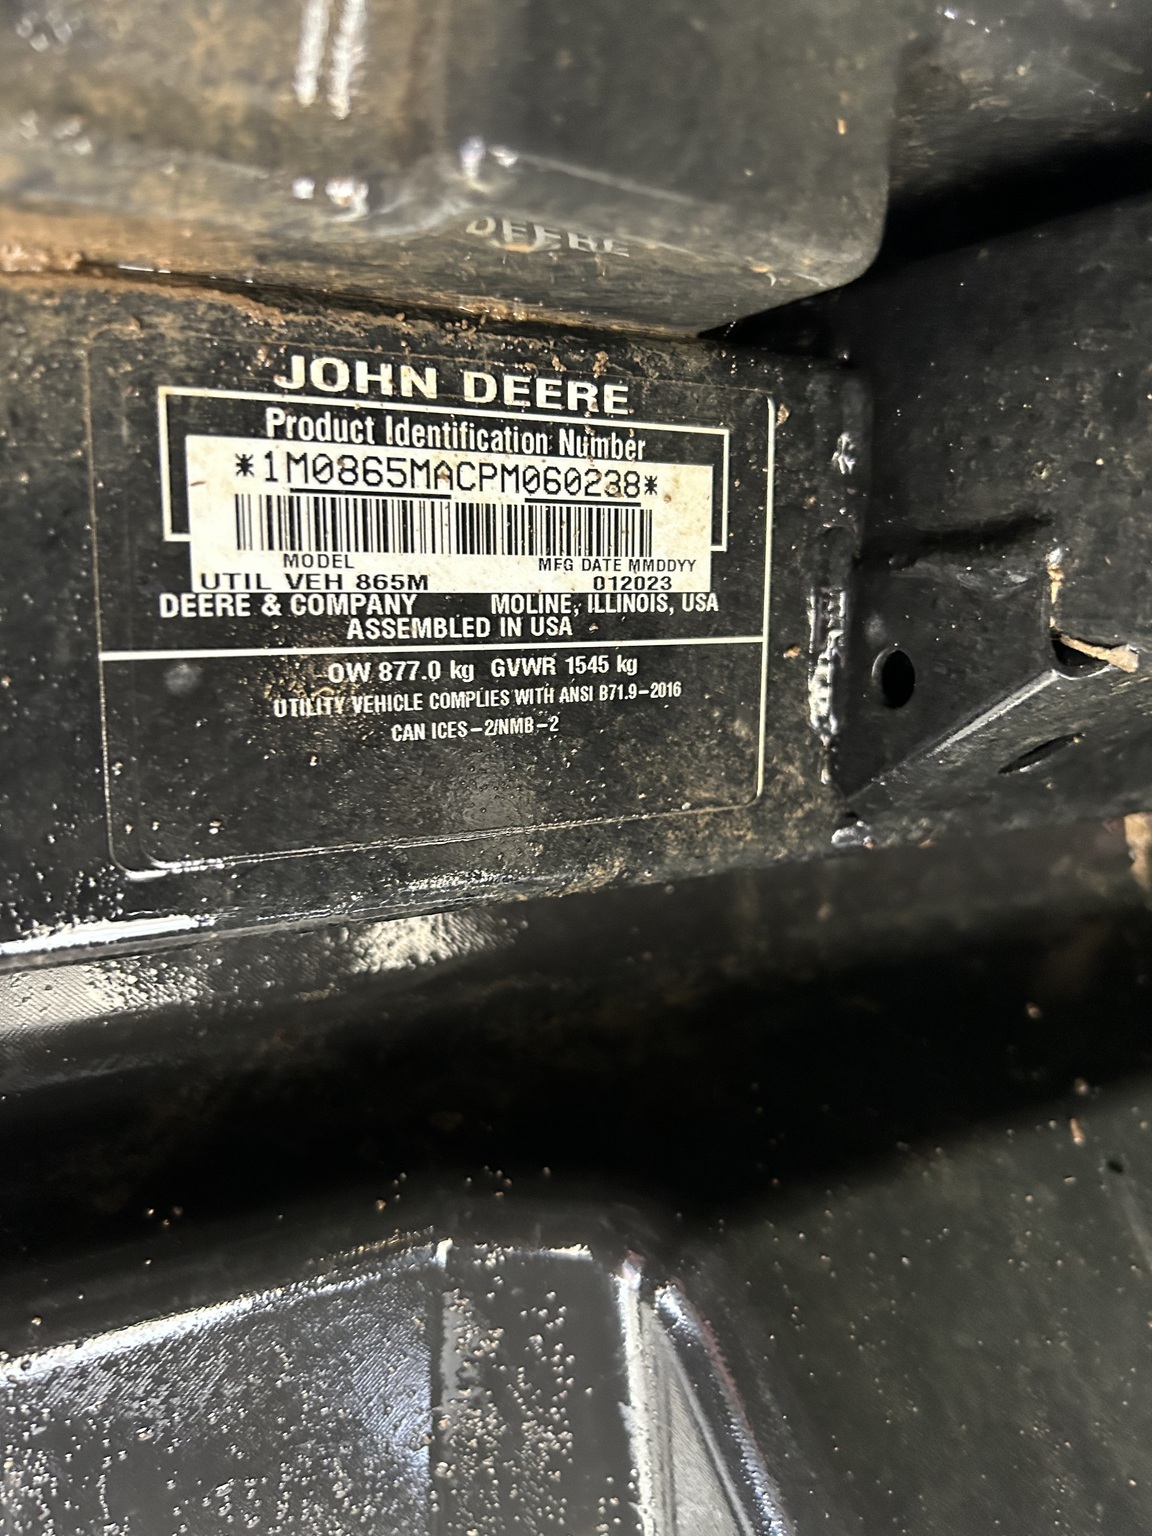 DEERE
JOHN DEERE
Product Identification Number
*1M0865MACPM060238*
MODEL MFG DATE MMDDYY
UTIL VEH 865M 012023
DEERE & COMPANY MOLINE, ILLINOIS, USA
ASSEMBLED IN USA
OW 877.0 kg GVWR 1545 kg
UTILITY VEHICLE COMPLIES WITH ANSI B71.9-2016
CAN ICES-2/NMB-2